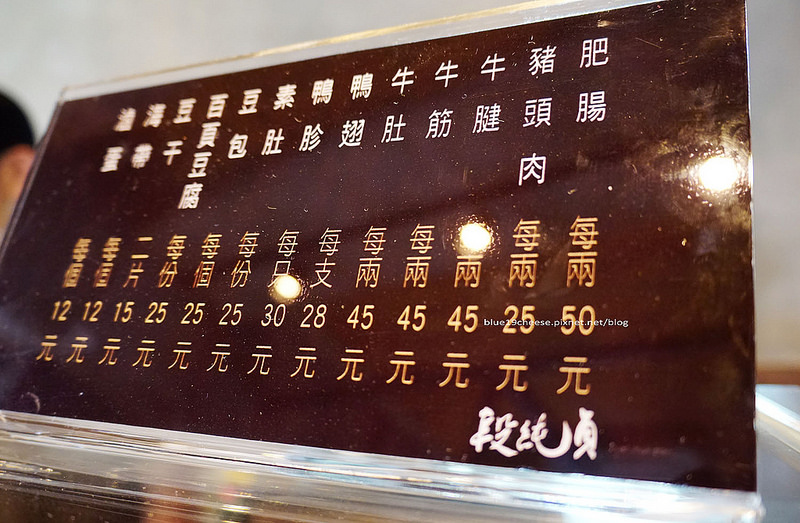 肥腸 每兩 50 元
豬頭肉 每兩 25 元
牛腱 兩 45 元
牛筋 每兩 45 元
牛肚 每兩 45 元
鴨翅 每支 28 元
鴨胗 每只 30 元
素肚 每份 25 元
豆包 每個 25 元
百頁豆腐 每份 25 元
豆干 二片 15 元
海帶 每個 12 元
滷蛋 每個 12 元
段純貞
blue19cheese.pixnet.net/blog